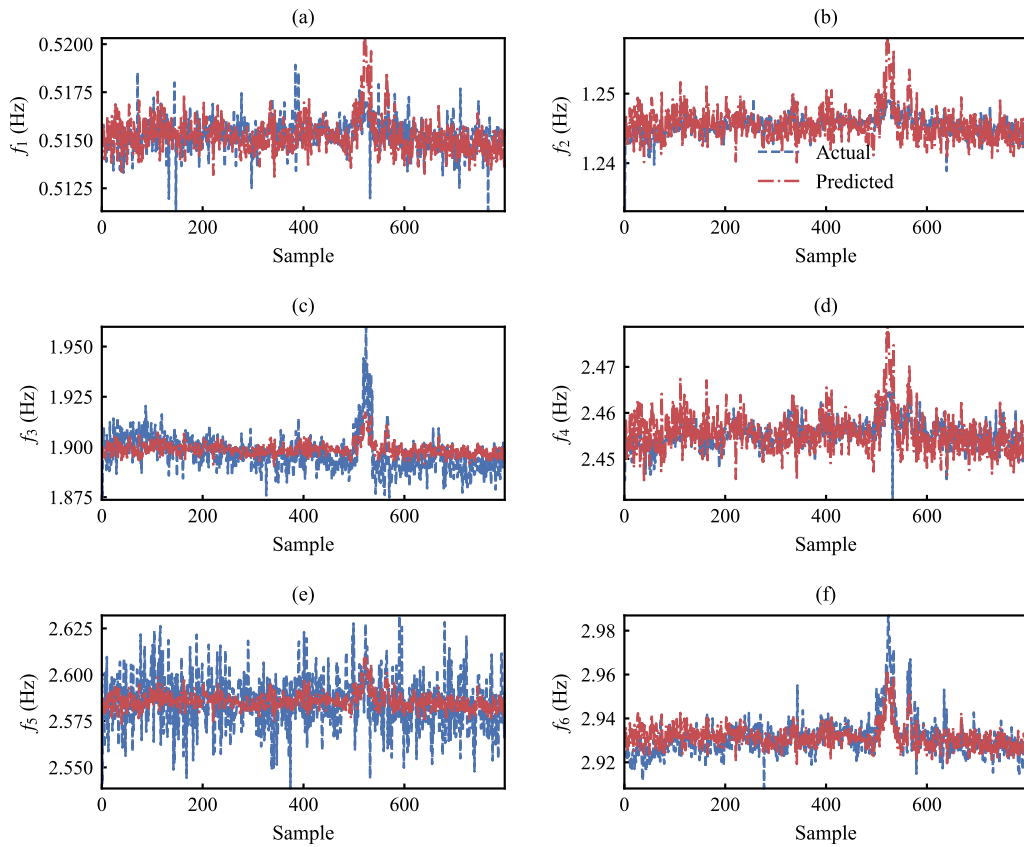 (a)
f1 (Hz)
0.5200
0.5175
0.5150
0.5125
0 200 400 600
Sample
(b)
f2 (Hz)
1.25
1.24
Actual
Predicted
0 200 400 600
Sample
(c)
f3 (Hz)
1.950
1.925
1.900
1.875
0 200 400 600
Sample
(d)
f4 (Hz)
2.47
2.46
2.45
0 200 400 600
Sample
(e)
f5 (Hz)
2.625
2.600
2.575
2.550
0 200 400 600
Sample
(f)
f6 (Hz)
2.98
2.96
2.94
2.92
0 200 400 600
Sample